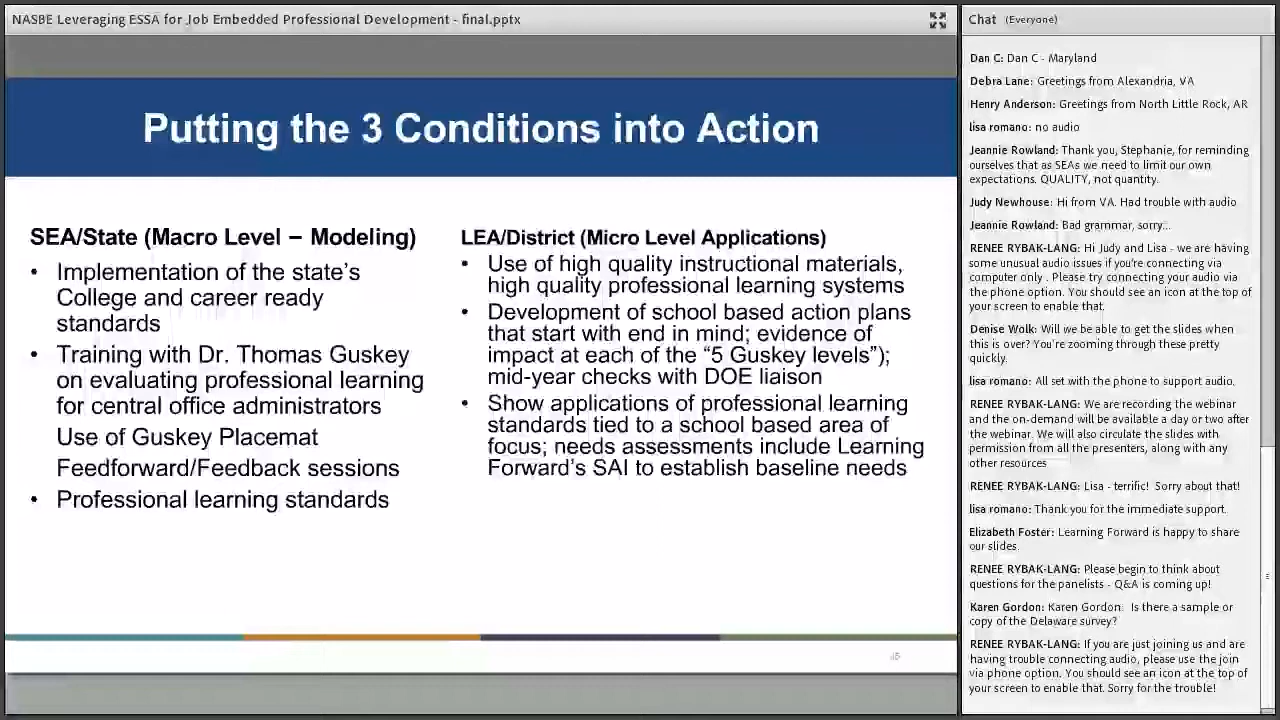 NASBE Leveraging ESSA for Job Embedded Professional Development - final.pptx
Putting the 3 Conditions into Action
SEA/State (Macro Level – Modeling)
• Implementation of the state's
College and career ready
standards
• Training with Dr. Thomas Guskey
on evaluating professional learning
for central office administrators
Use of Guskey Placemat
Feedforward/Feedback sessions
• Professional learning standards
LEA/District (Micro Level Applications)
• Use of high quality instructional materials,
high quality professional learning systems
• Development of school based action plans
that start with end in mind; evidence of
impact at each of the “5 Guskey levels”);
mid-year checks with DOE liaison
• Show applications of professional learning
standards tied to a school based area of
focus; needs assessments include Learning
Forward's SAI to establish baseline needs
Chat (Everyone)
Dan C: Dan C - Maryland
Debra Lane: Greetings from Alexandria, VA
Henry Anderson: Greetings from North Little Rock, AR
lisa romano: no audio
Jeannie Rowland: Thank you, Stephanie, for reminding
ourselves that as SEAs we need to limit our own
expectations. QUALITY, not quantity.
Judy Newhouse: Hi from VA. Had trouble with audio
Jeannie Rowland: Bad grammar, sorry...
RENEE RYBAK-LANG: Hi Judy and Lisa - we are having
some unusual audio issues if you're connecting via
computer only . Please try connecting your audio via
the phone option. You should see an icon at the top of
your screen to enable that.
Denise Wolk: Will we be able to get the slides when
this is over? You're zooming through these pretty
quickly.
lisa romano: All set with the phone to support audio.
RENEE RYBAK-LANG: We are recording the webinar
and the on-demand will be available a day or two after
the webinar. We will also circulate the slides with
permission from all the presenters, along with any
other resources
RENEE RYBAK-LANG: Lisa - terrific! Sorry about that!
lisa romano: Thank you for the immediate support.
Elizabeth Foster: Learning Forward is happy to share
our slides.
RENEE RYBAK-LANG: Please begin to think about
questions for the panelists - Q&A is coming up!
Karen Gordon: Karen Gordon: Is there a sample or
copy of the Delaware survey?
RENEE RYBAK-LANG: If you are just joining us and are
having trouble connecting audio, please use the join
via phone option. You should see an icon at the top of
your screen to enable that. Sorry for the trouble!